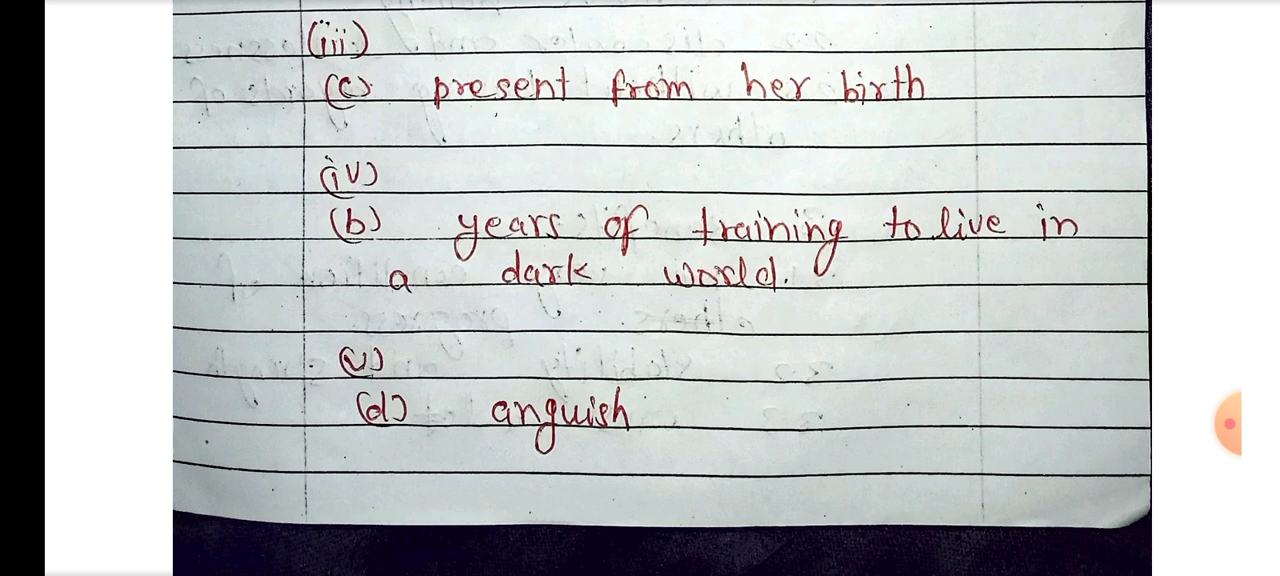 (iii)
(c) present from her birth
(iv)
(b) years of training to live in
a dark world.
(v)
(d) anguish